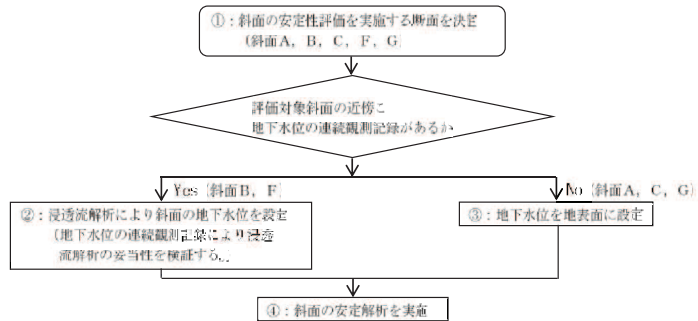 ①：斜面の安定性評価を実施する断面を決定
（斜面A，B，C，F，G）
評価対象斜面の近傍に
地下水位の連続観測記録があるか
Yes（斜面B，F）
No（斜面A，C，G）
②：浸透流解析により斜面の地下水位を設定
（地下水位の連続観測記録により浸透
流解析の妥当性を検証する。）
③：地下水位を地表面に設定
④：斜面の安定解析を実施